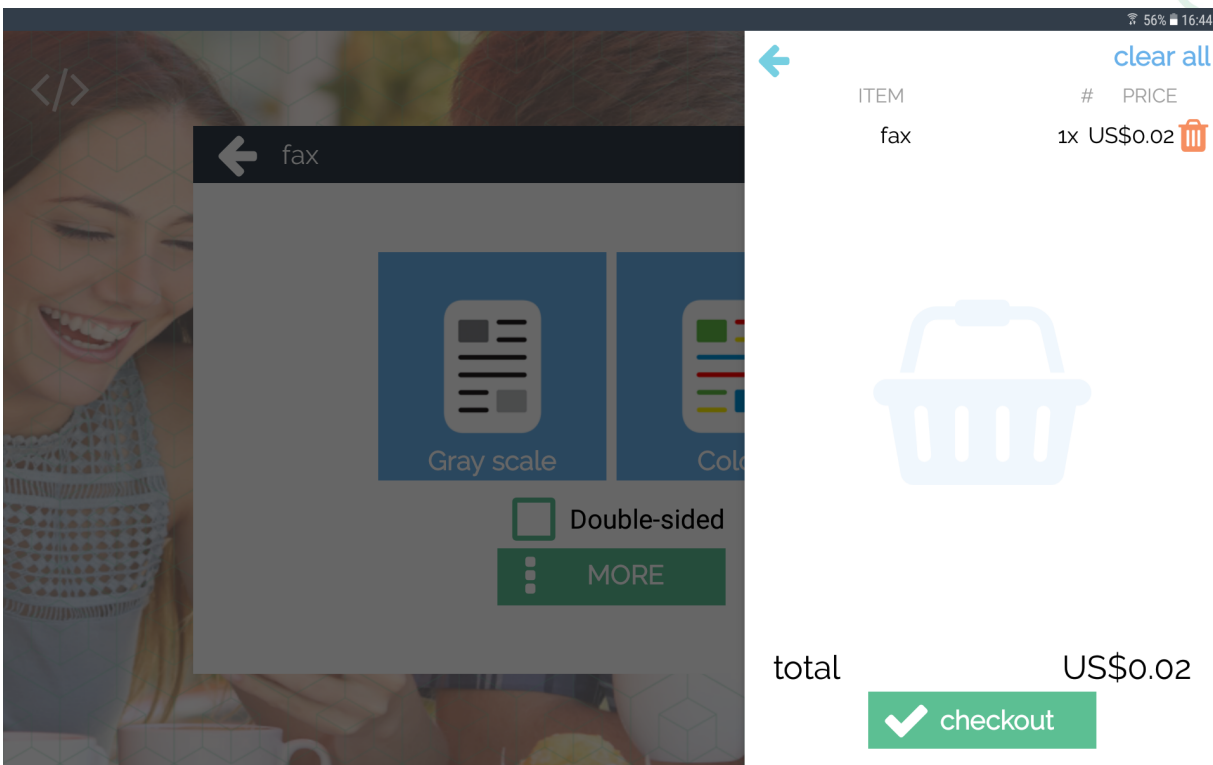 56% 16:44
clear all
ITEM # PRICE
fax 1x US$0.02
</>
fax
Gray scale
Double-sided
MORE
total US$0.02
checkout